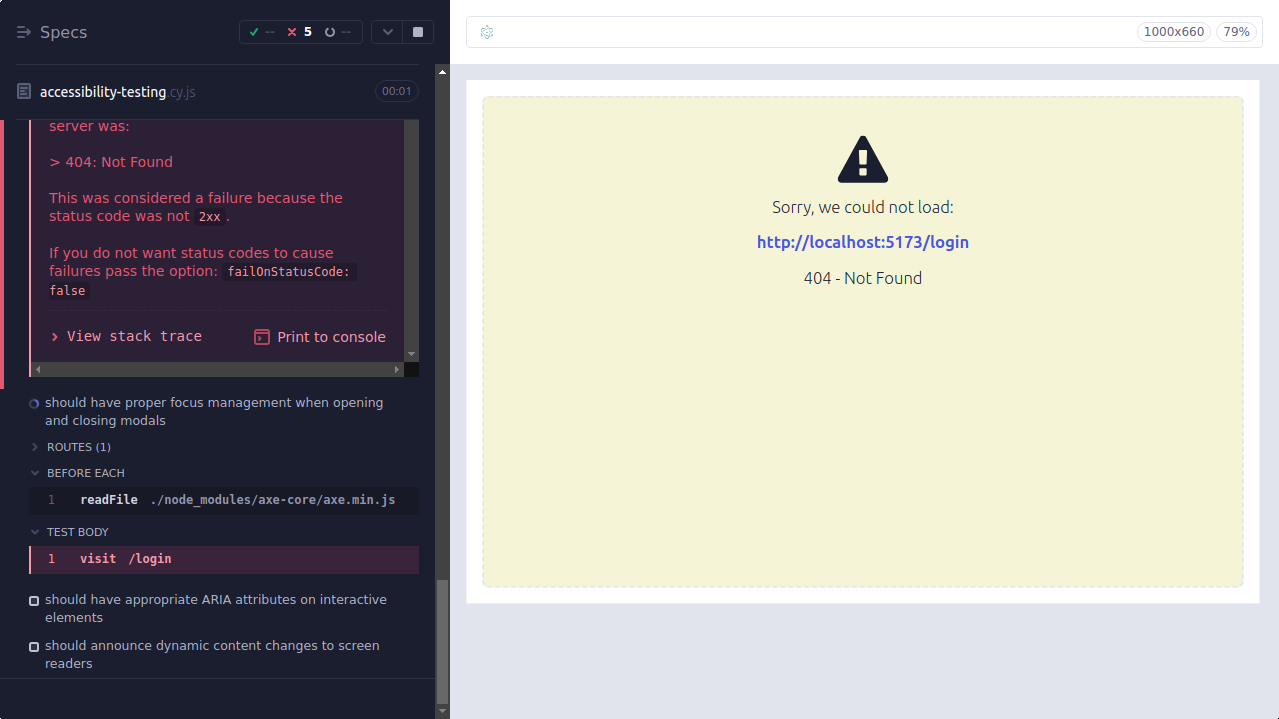 Specs
-- 5 --
accessibility-testing.cy.js 00:01
server was:
> 404: Not Found
This was considered a failure because the
status code was not 2xx .
If you do not want status codes to cause
failures pass the option: failOnStatusCode:
false
View stack trace Print to console
should have proper focus management when opening
and closing modals
ROUTES (1)
BEFORE EACH
1 readFile ./node_modules/axe-core/axe.min.js
TEST BODY
1 visit /login
should have appropriate ARIA attributes on interactive
elements
should announce dynamic content changes to screen
readers
1000x660 79%
Sorry, we could not load:
http://localhost:5173/login
404 - Not Found